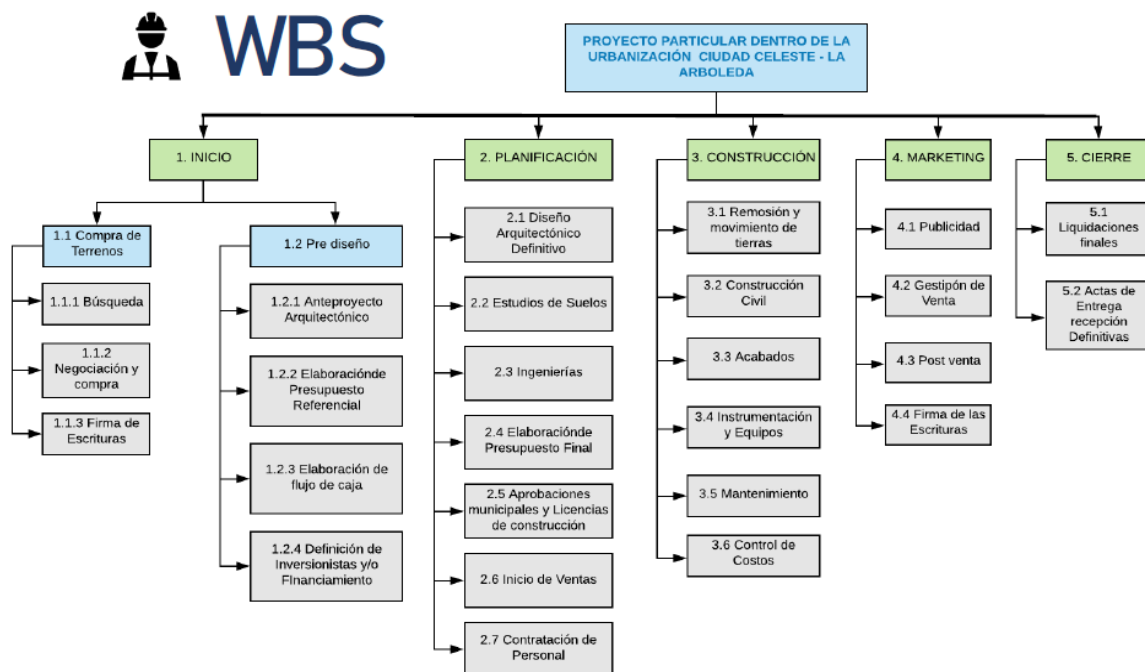 WBS
PROYECTO PARTICULAR DENTRO DE LA
URBANIZACIÓN CIUDAD CELESTE - LA
ARBOLEDA
1. INICIO
1.1 Compra de
Terrenos
1.1.1 Búsqueda
1.1.2
Negociación y
compra
1.1.3 Firma de
Escrituras
1.2 Pre diseño
1.2.1 Anteproyecto
Arquitectónico
1.2.2 Elaboraciónde
Presupuesto
Referencial
1.2.3 Elaboración de
flujo de caja
1.2.4 Definición de
Inversionistas y/o
FInanciamiento
2. PLANIFICACIÓN
2.1 Diseño
Arquitectónico
Definitivo
2.2 Estudios de Suelos
2.3 Ingenierías
2.4 Elaboraciónde
Presupuesto Final
2.5 Aprobaciones
municipales y Licencias
de construcción
2.6 Inicio de Ventas
2.7 Contratación de
Personal
3. CONSTRUCCIÓN
3.1 Remosión y
movimiento de
tierras
3.2 Construcción
Civil
3.3 Acabados
3.4 Instrumentación
y Equipos
3.5 Mantenimiento
3.6 Control de
Costos
4. MARKETING
4.1 Publicidad
4.2 Gestipón de
Venta
4.3 Post venta
4.4 Firma de las
Escrituras
5. CIERRE
5.1
Liquidaciones
finales
5.2 Actas de
Entrega
recepción
Definitivas